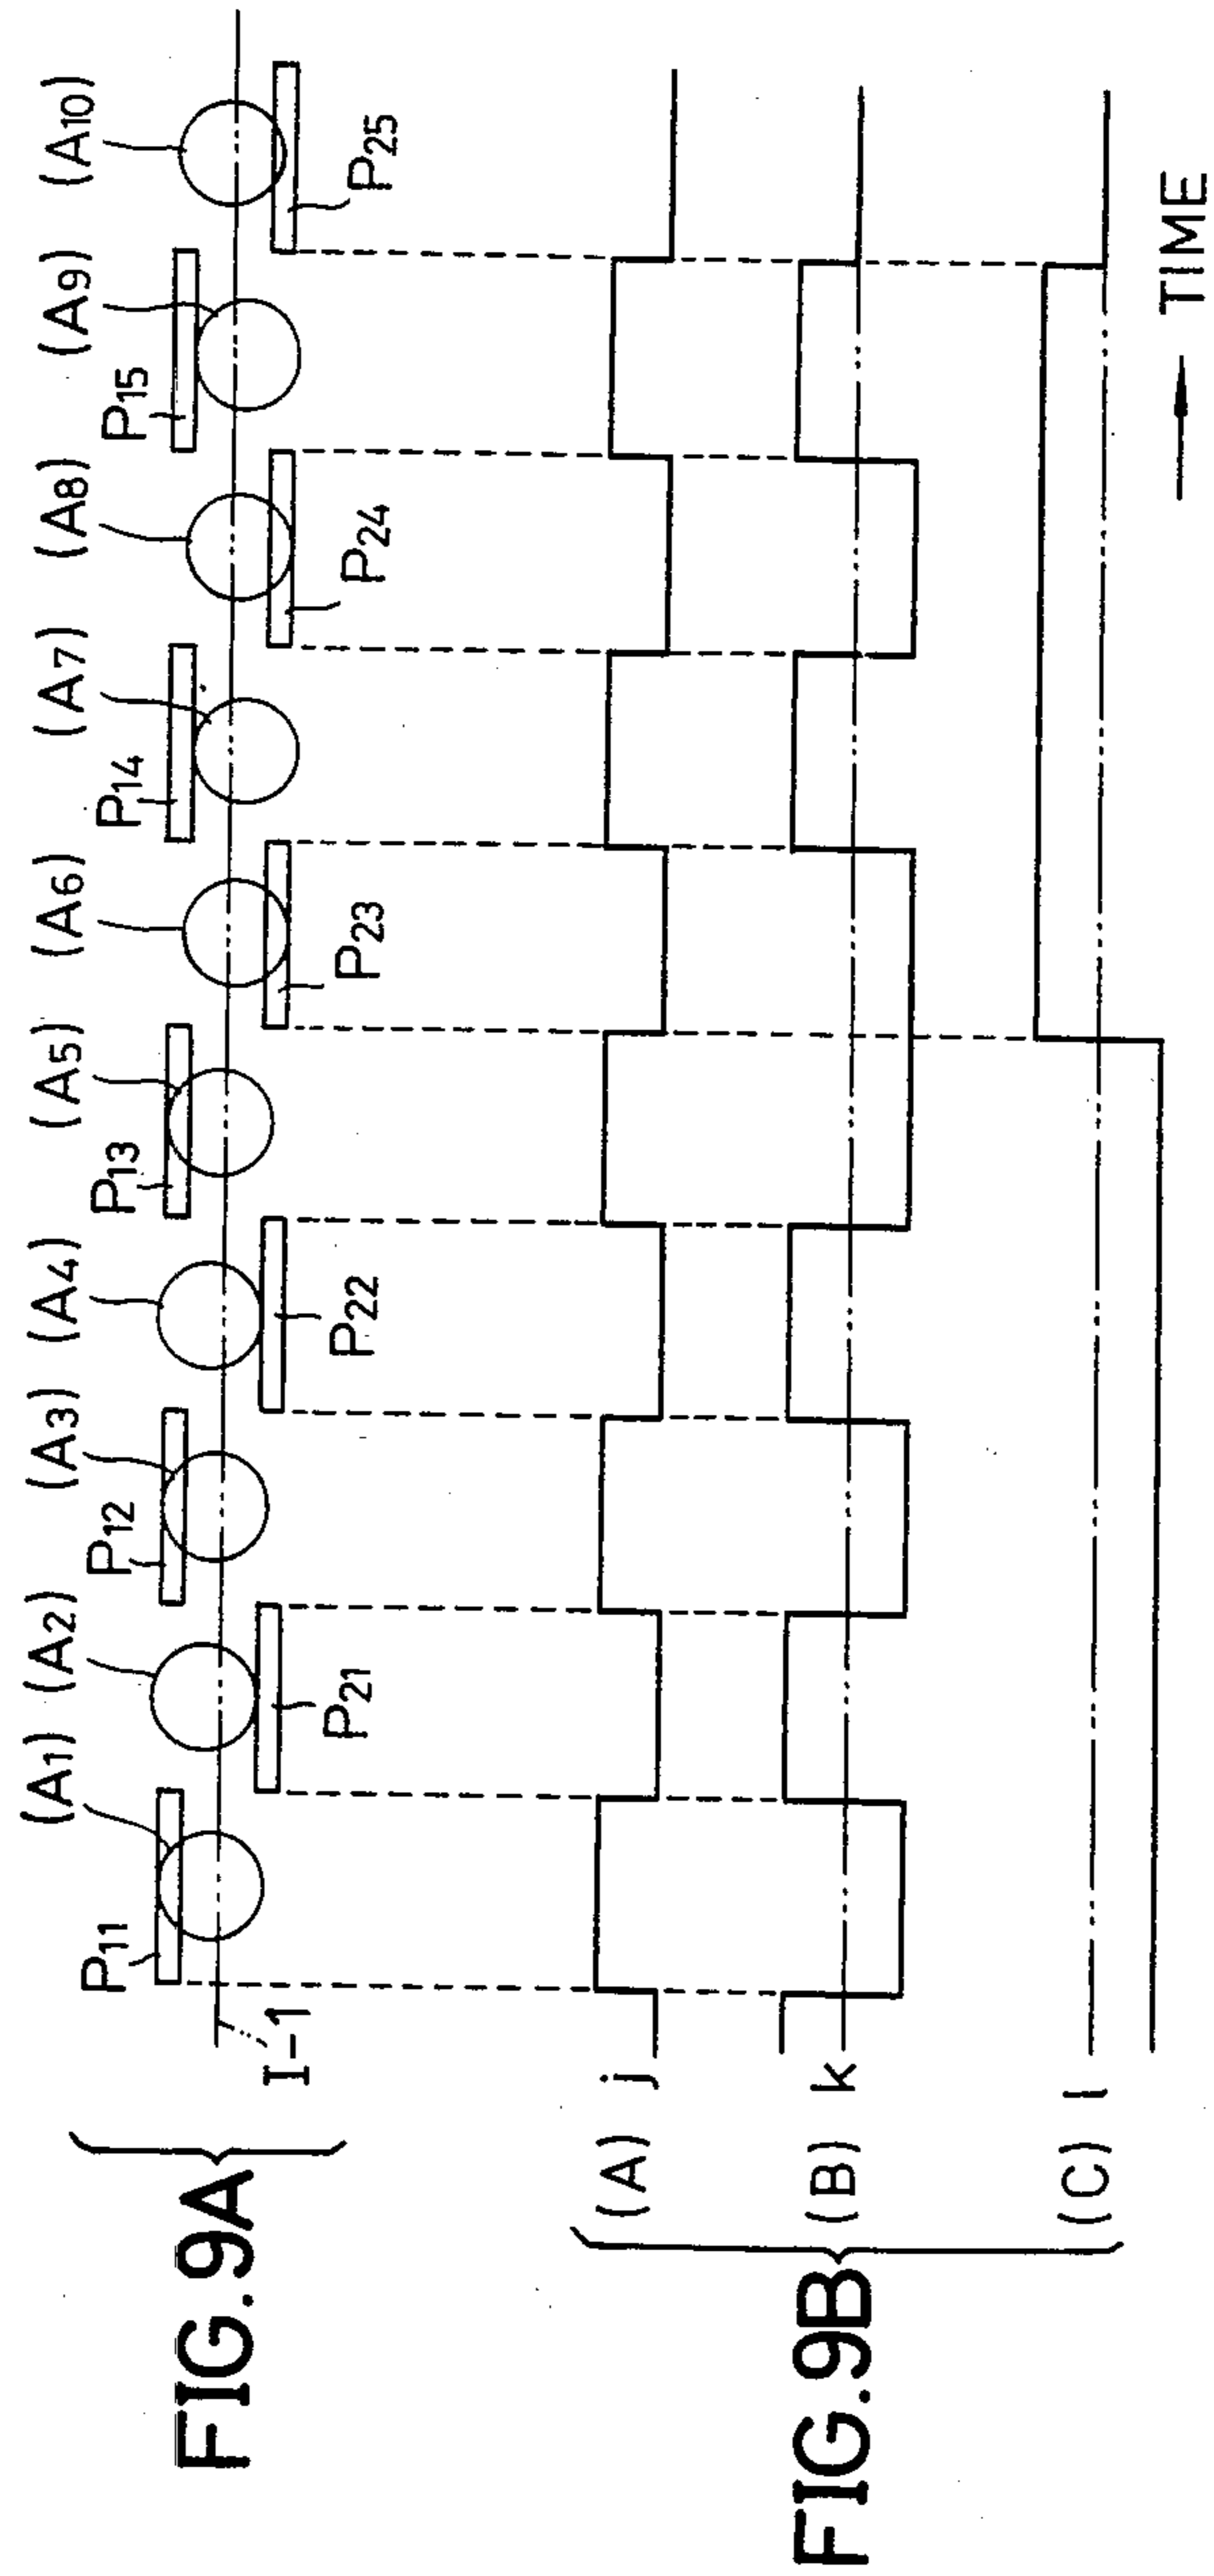 FIG.9A
(A1) (A2) (A3) (A4) (A5) (A6) (A7) (A8) (A9) (A10)
P11 P12 P13 P14 P15
I-1
P21 P22 P23 P24 P25
FIG.9B
(A) j
(B) k
(C) l
TIME